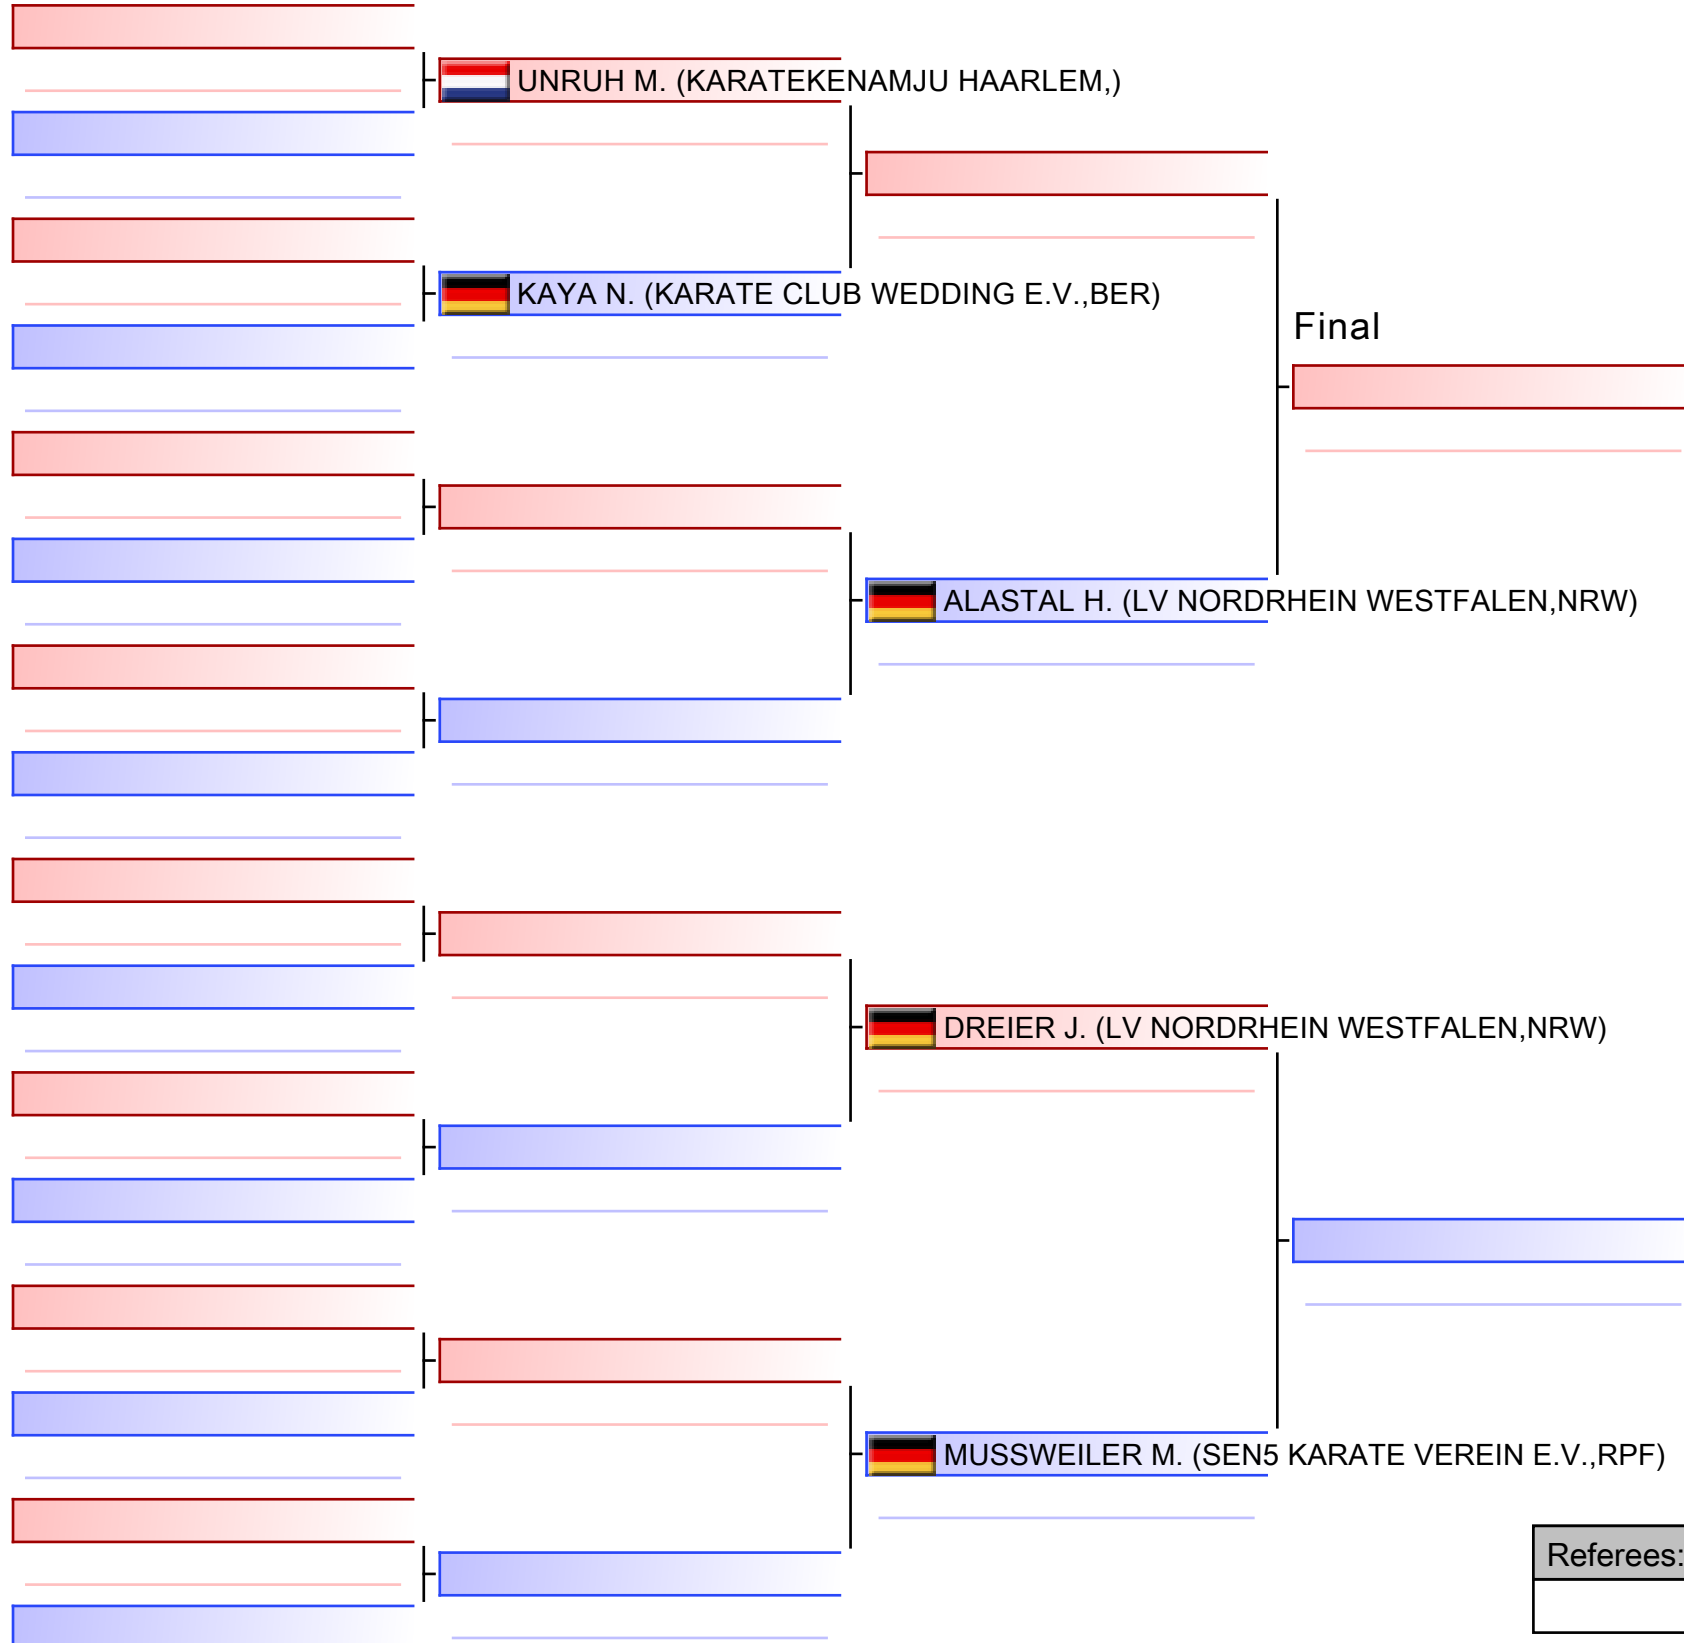 UNRUH M. (KARATEKENAMJU HAARLEM,)
KAYA N. (KARATE CLUB WEDDING E.V.,BER)
Final
ALASTAL H. (LV NORDRHEIN WESTFALEN,NRW)
DREIER J. (LV NORDRHEIN WESTFALEN,NRW)
MUSSWEILER M. (SEN5 KARATE VEREIN E.V.,RPF)
Referees: